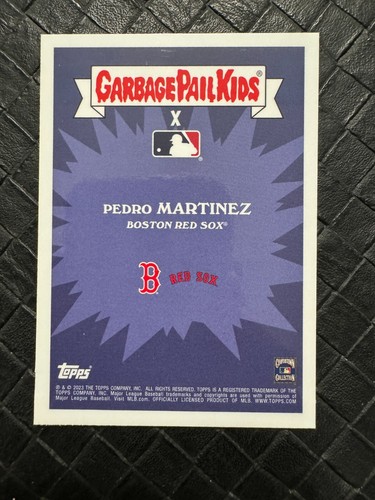 GARBAGE PAIL KIDS®
X
PEDRO MARTINEZ
BOSTON RED SOX®
B RED SOX
Topps
COOPERSTOWN
COLLECTION
® & © 2023 THE TOPPS COMPANY, INC. ALL RIGHTS RESERVED. TOPPS IS A REGISTERED TRADEMARK OF THE
TOPPS COMPANY, INC. Major League Baseball trademarks and copyrights are used with permission of
Major League Baseball. Visit MLB.com. OFFICIALLY LICENSED PRODUCT OF MLB. WWW.TOPPS.COM